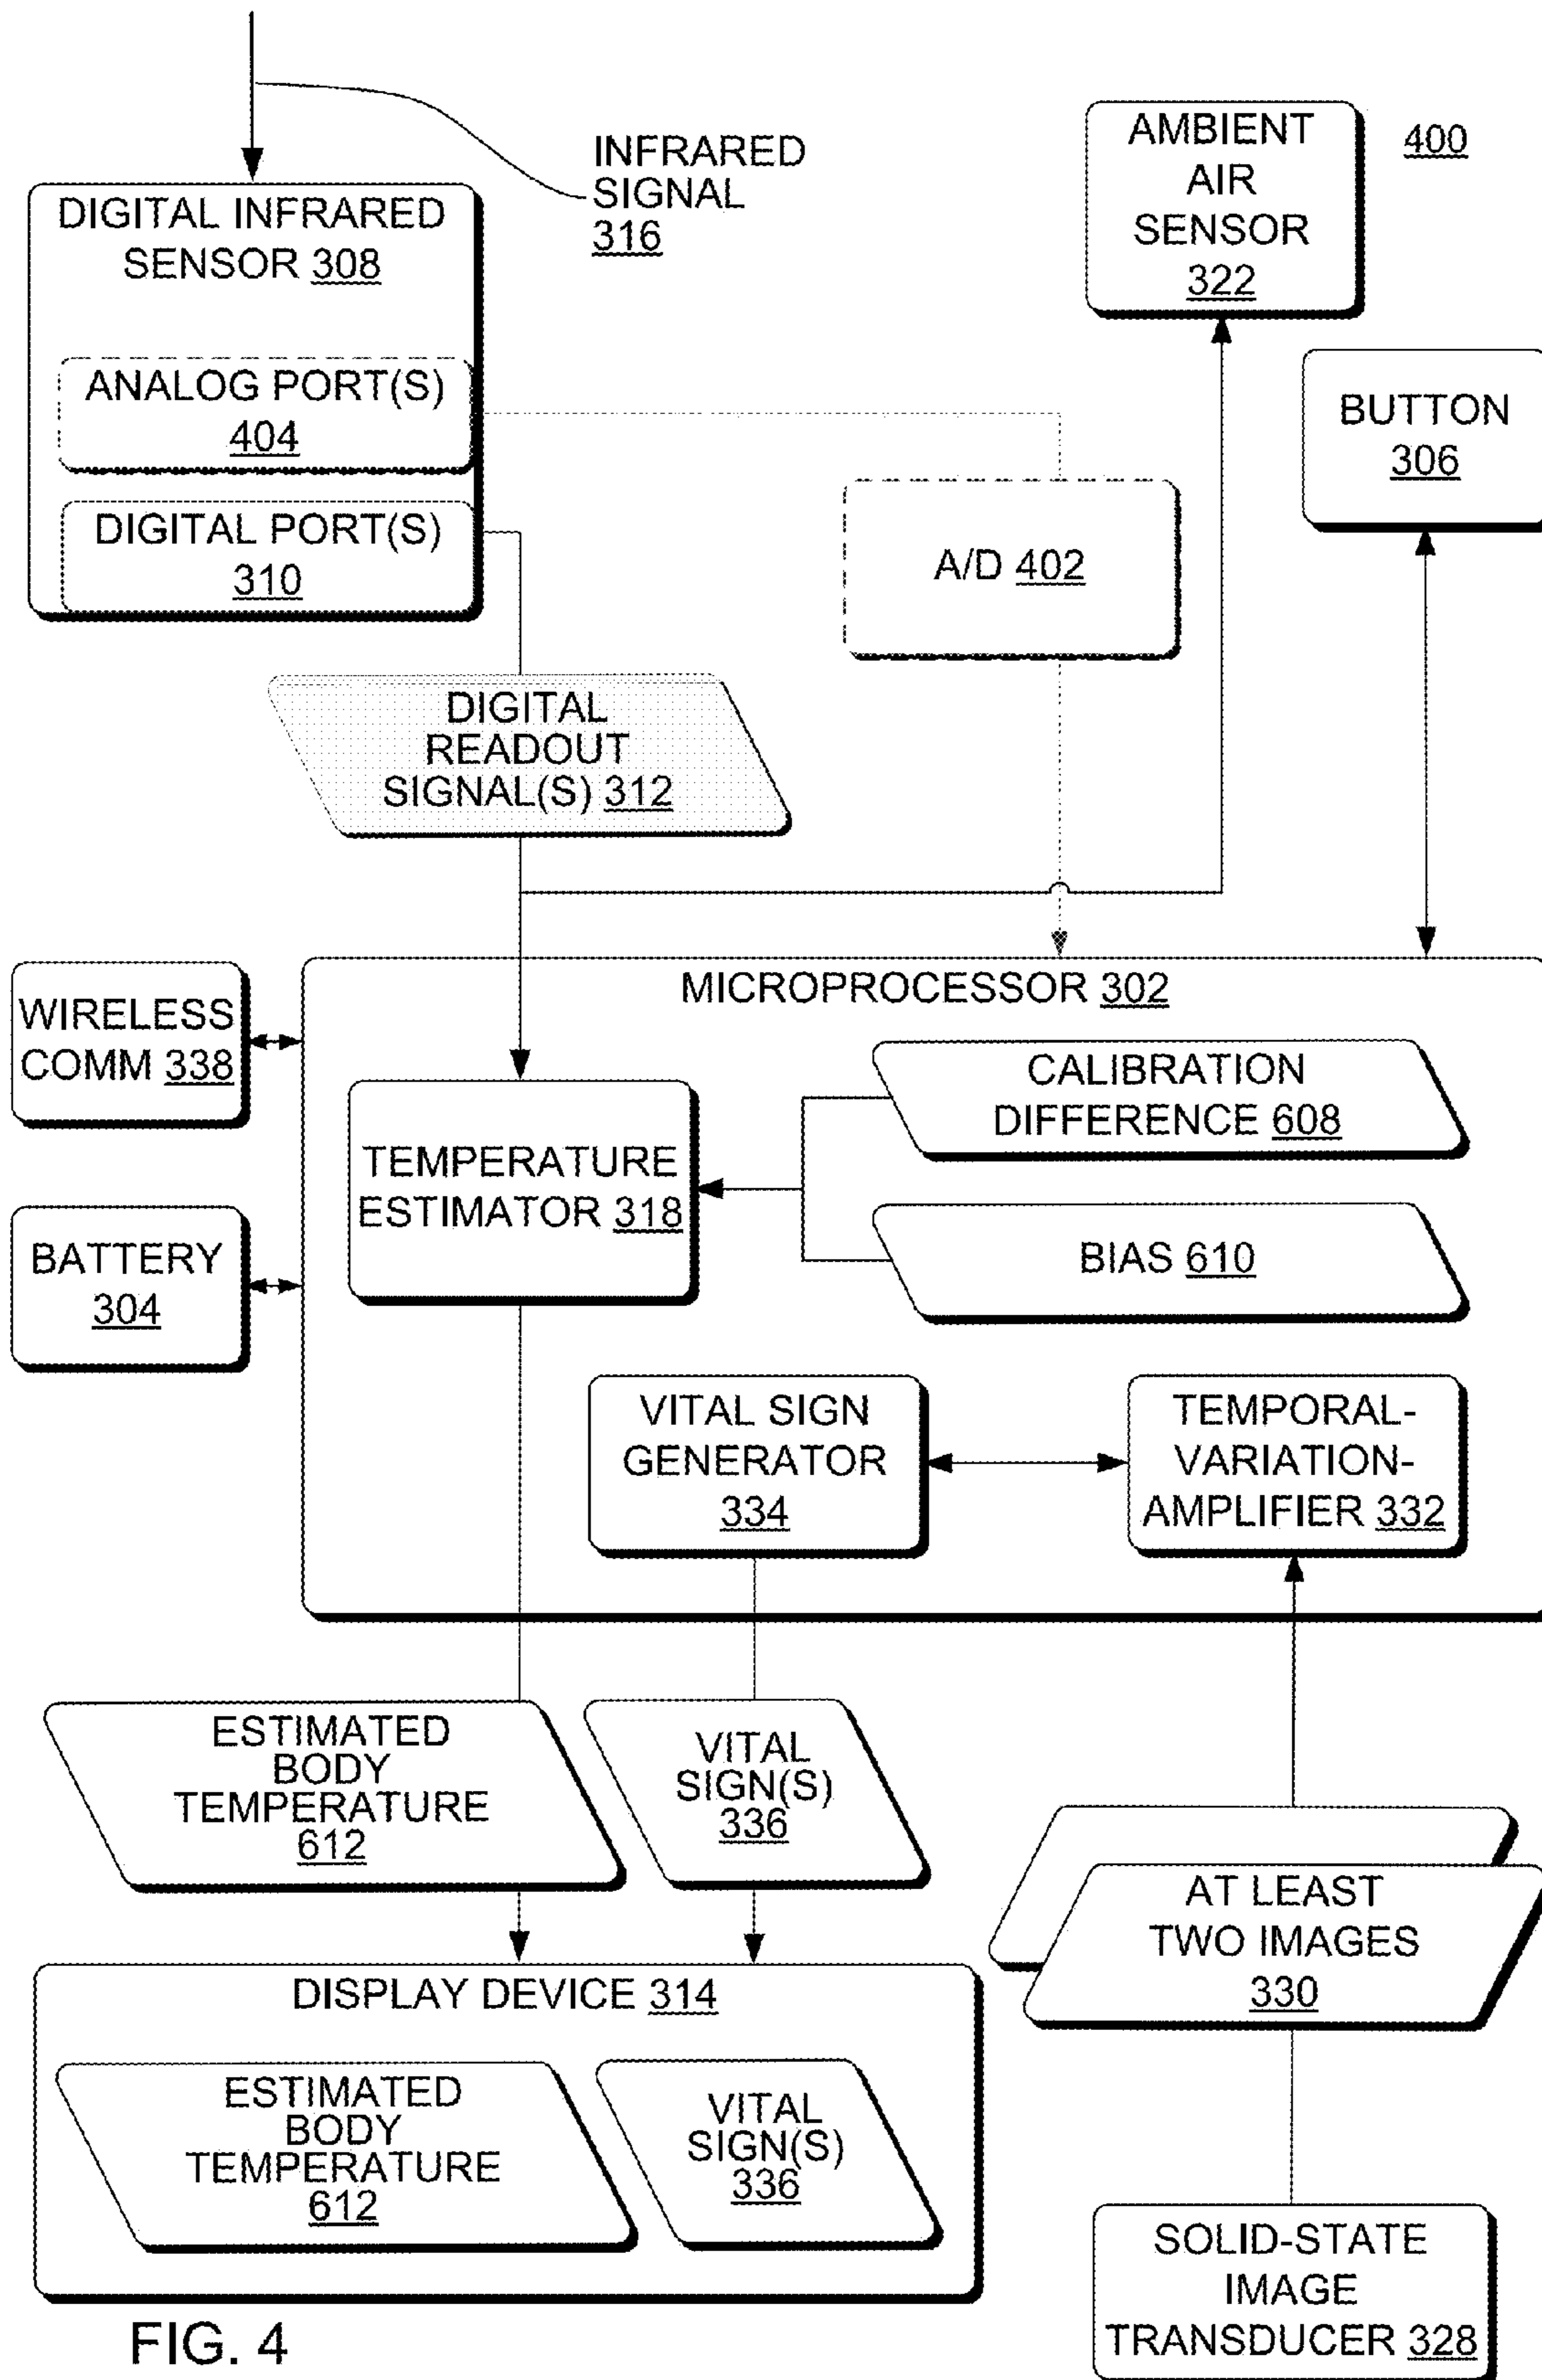 INFRARED
SIGNAL
316
AMBIENT
AIR
SENSOR
322
400
DIGITAL INFRARED
SENSOR 308
ANALOG PORT(S)
404
DIGITAL PORT(S)
310
BUTTON
306
A/D 402
DIGITAL
READOUT
SIGNAL(S) 312
MICROPROCESSOR 302
WIRELESS
COMM 338
CALIBRATION
DIFFERENCE 608
TEMPERATURE
ESTIMATOR 318
BATTERY
304
BIAS 610
VITAL SIGN
GENERATOR
334
TEMPORAL-
VARIATION-
AMPLIFIER 332
ESTIMATED
BODY
TEMPERATURE
612
VITAL
SIGN(S)
336
AT LEAST
TWO IMAGES
330
DISPLAY DEVICE 314
ESTIMATED
BODY
TEMPERATURE
612
VITAL
SIGN(S)
336
SOLID-STATE
IMAGE
TRANSDUCER 328
FIG. 4